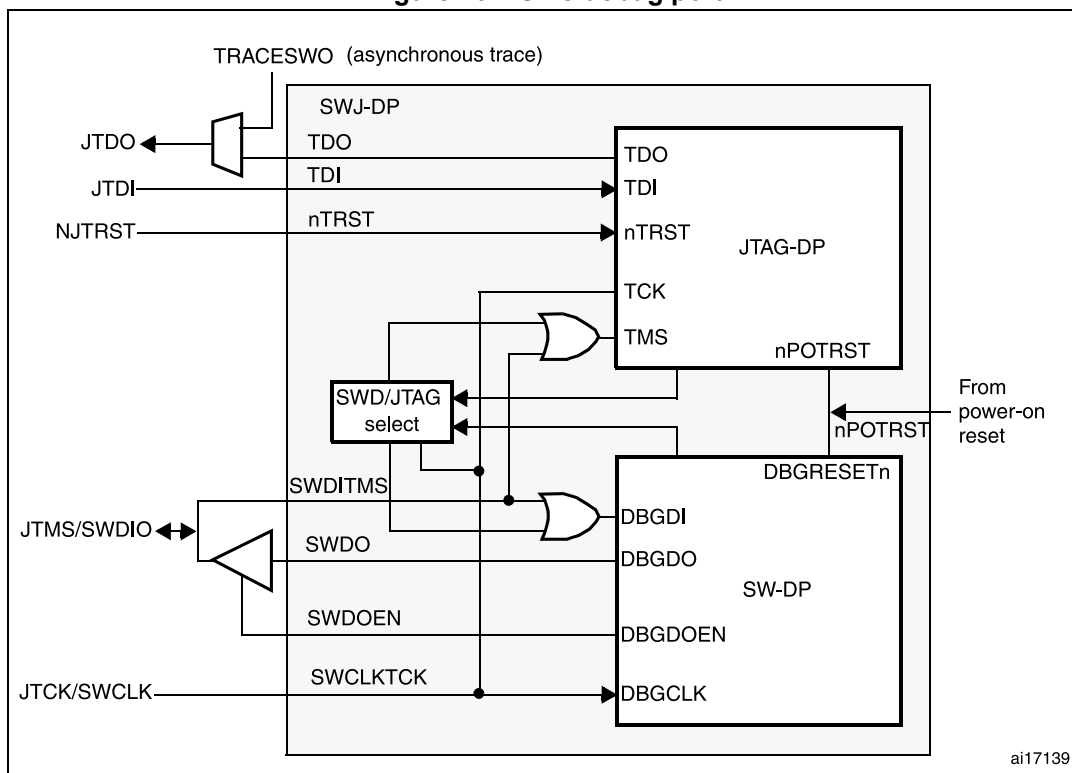 TRACESWO (asynchronous trace)
SWJ-DP
JTDO
TDO
TDO
JTDI
TDI
TDI
NJTRST
nTRST
nTRST
JTAG-DP
TCK
TMS
nPOTRST
SWD/JTAG
select
From
power-on
reset
nPOTRST
DBGRESETn
SWDITMS
JTMS/SWDIO
DBGDI
SWDO
DBGDO
SW-DP
SWDOEN
DBGDOEN
JTCK/SWCLK
SWCLKTCK
DBGCLK
ai17139